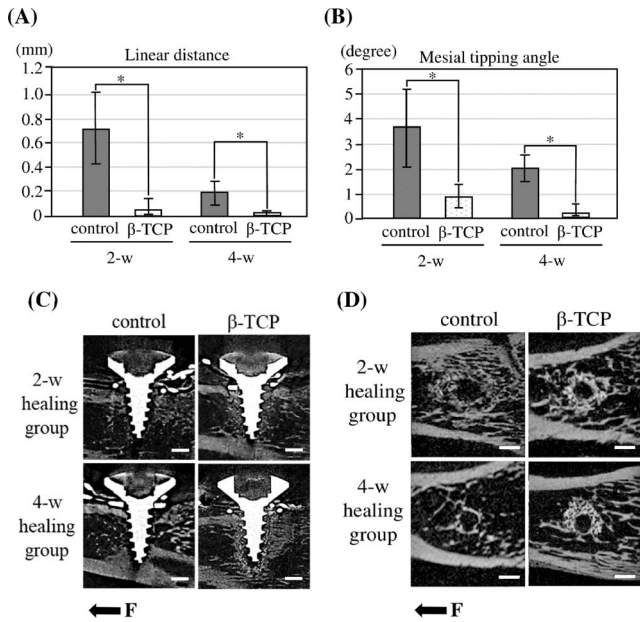 (A)
(mm)
Linear distance
1.2
1.0
0.8
0.6
0.4
0.2
0
*
*
control β-TCP control β-TCP
2-w 4-w
(B)
(degree)
Mesial tipping angle
6
5
4
3
2
1
0
*
*
control β-TCP control β-TCP
2-w 4-w
(C)
control β-TCP
2-w
healing
group
4-w
healing
group
F
(D)
control β-TCP
2-w
healing
group
4-w
healing
group
F